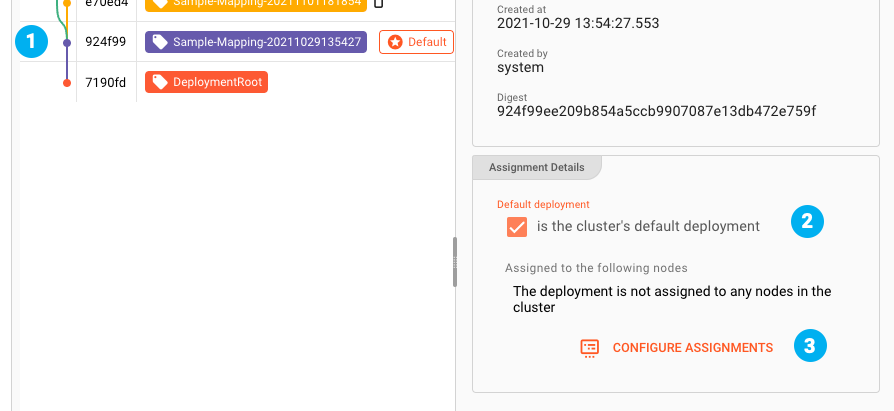 e70ed4 Sample-Mapping-20211101181854
1 924f99 Sample-Mapping-20211029135427 Default
7190fd DeploymentRoot
Created at
2021-10-29 13:54:27.553
Created by
system
Digest
924f99ee209b854a5ccb9907087e13db472e759f
Assignment Details
Default deployment
is the cluster's default deployment 2
Assigned to the following nodes
The deployment is not assigned to any nodes in the
cluster
CONFIGURE ASSIGNMENTS 3